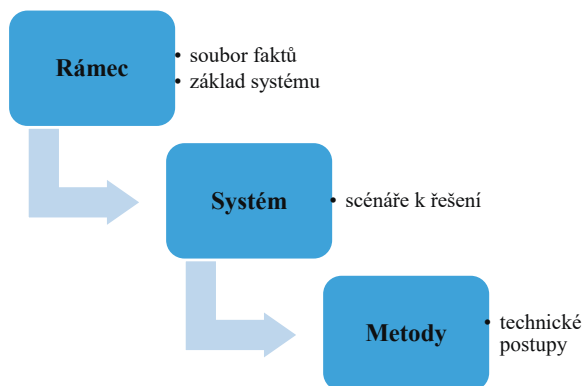 Rámec
• soubor faktů
• základ systému
Systém
• scénáře k řešení
Metody
• technické
postupy